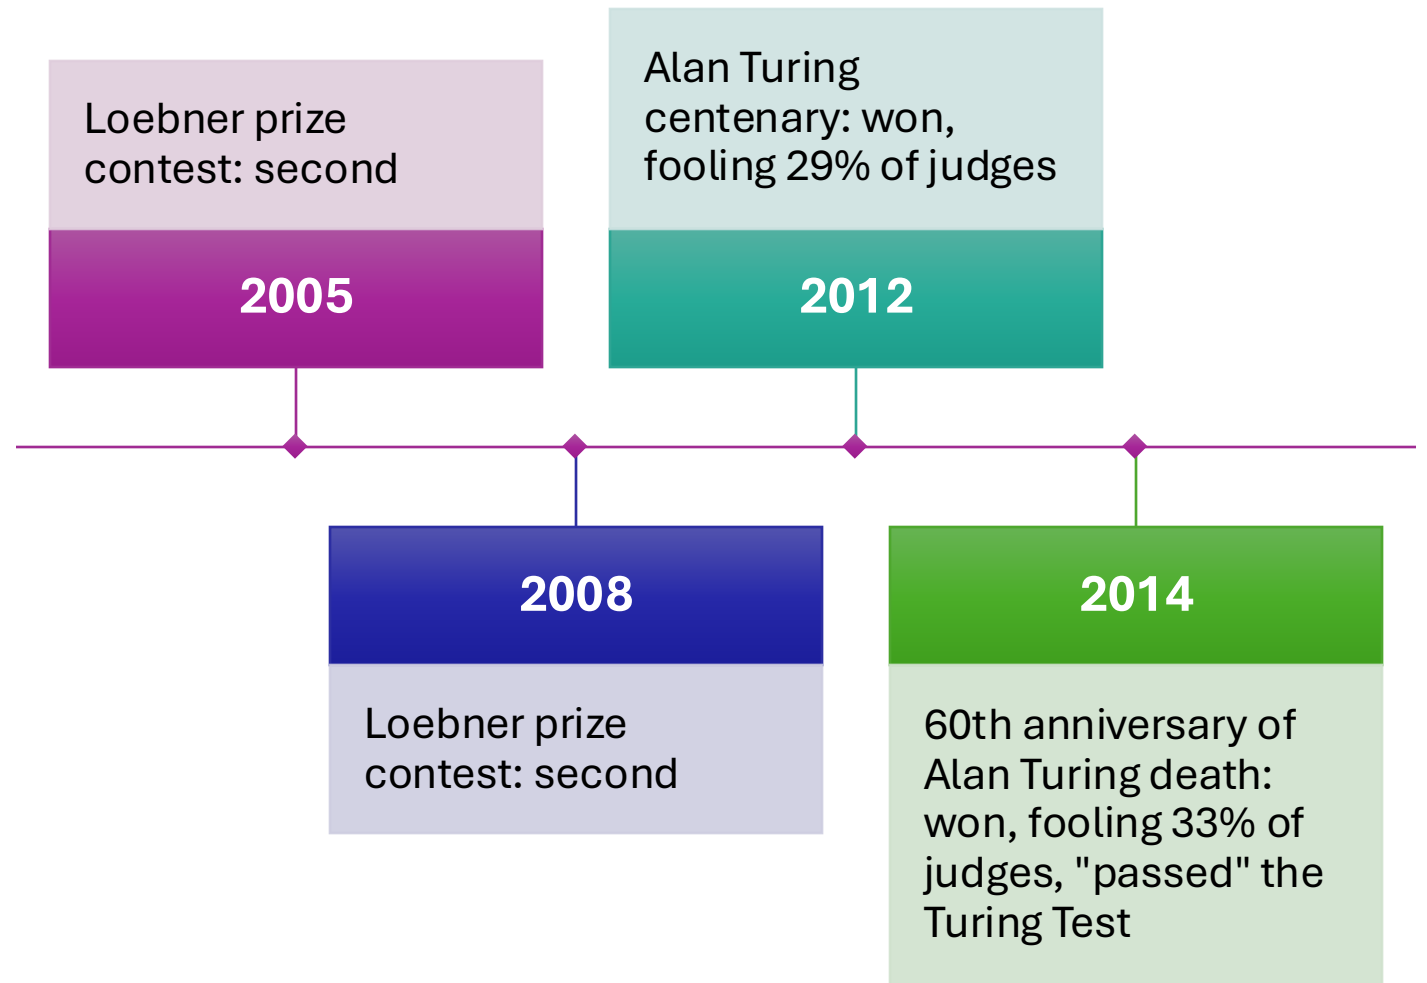 Loebner prize
contest: second
2005
2008
Loebner prize
contest: second
Alan Turing
centenary: won,
fooling 29% of judges
2012
2014
60th anniversary of
Alan Turing death:
won, fooling 33% of
judges, "passed" the
Turing Test